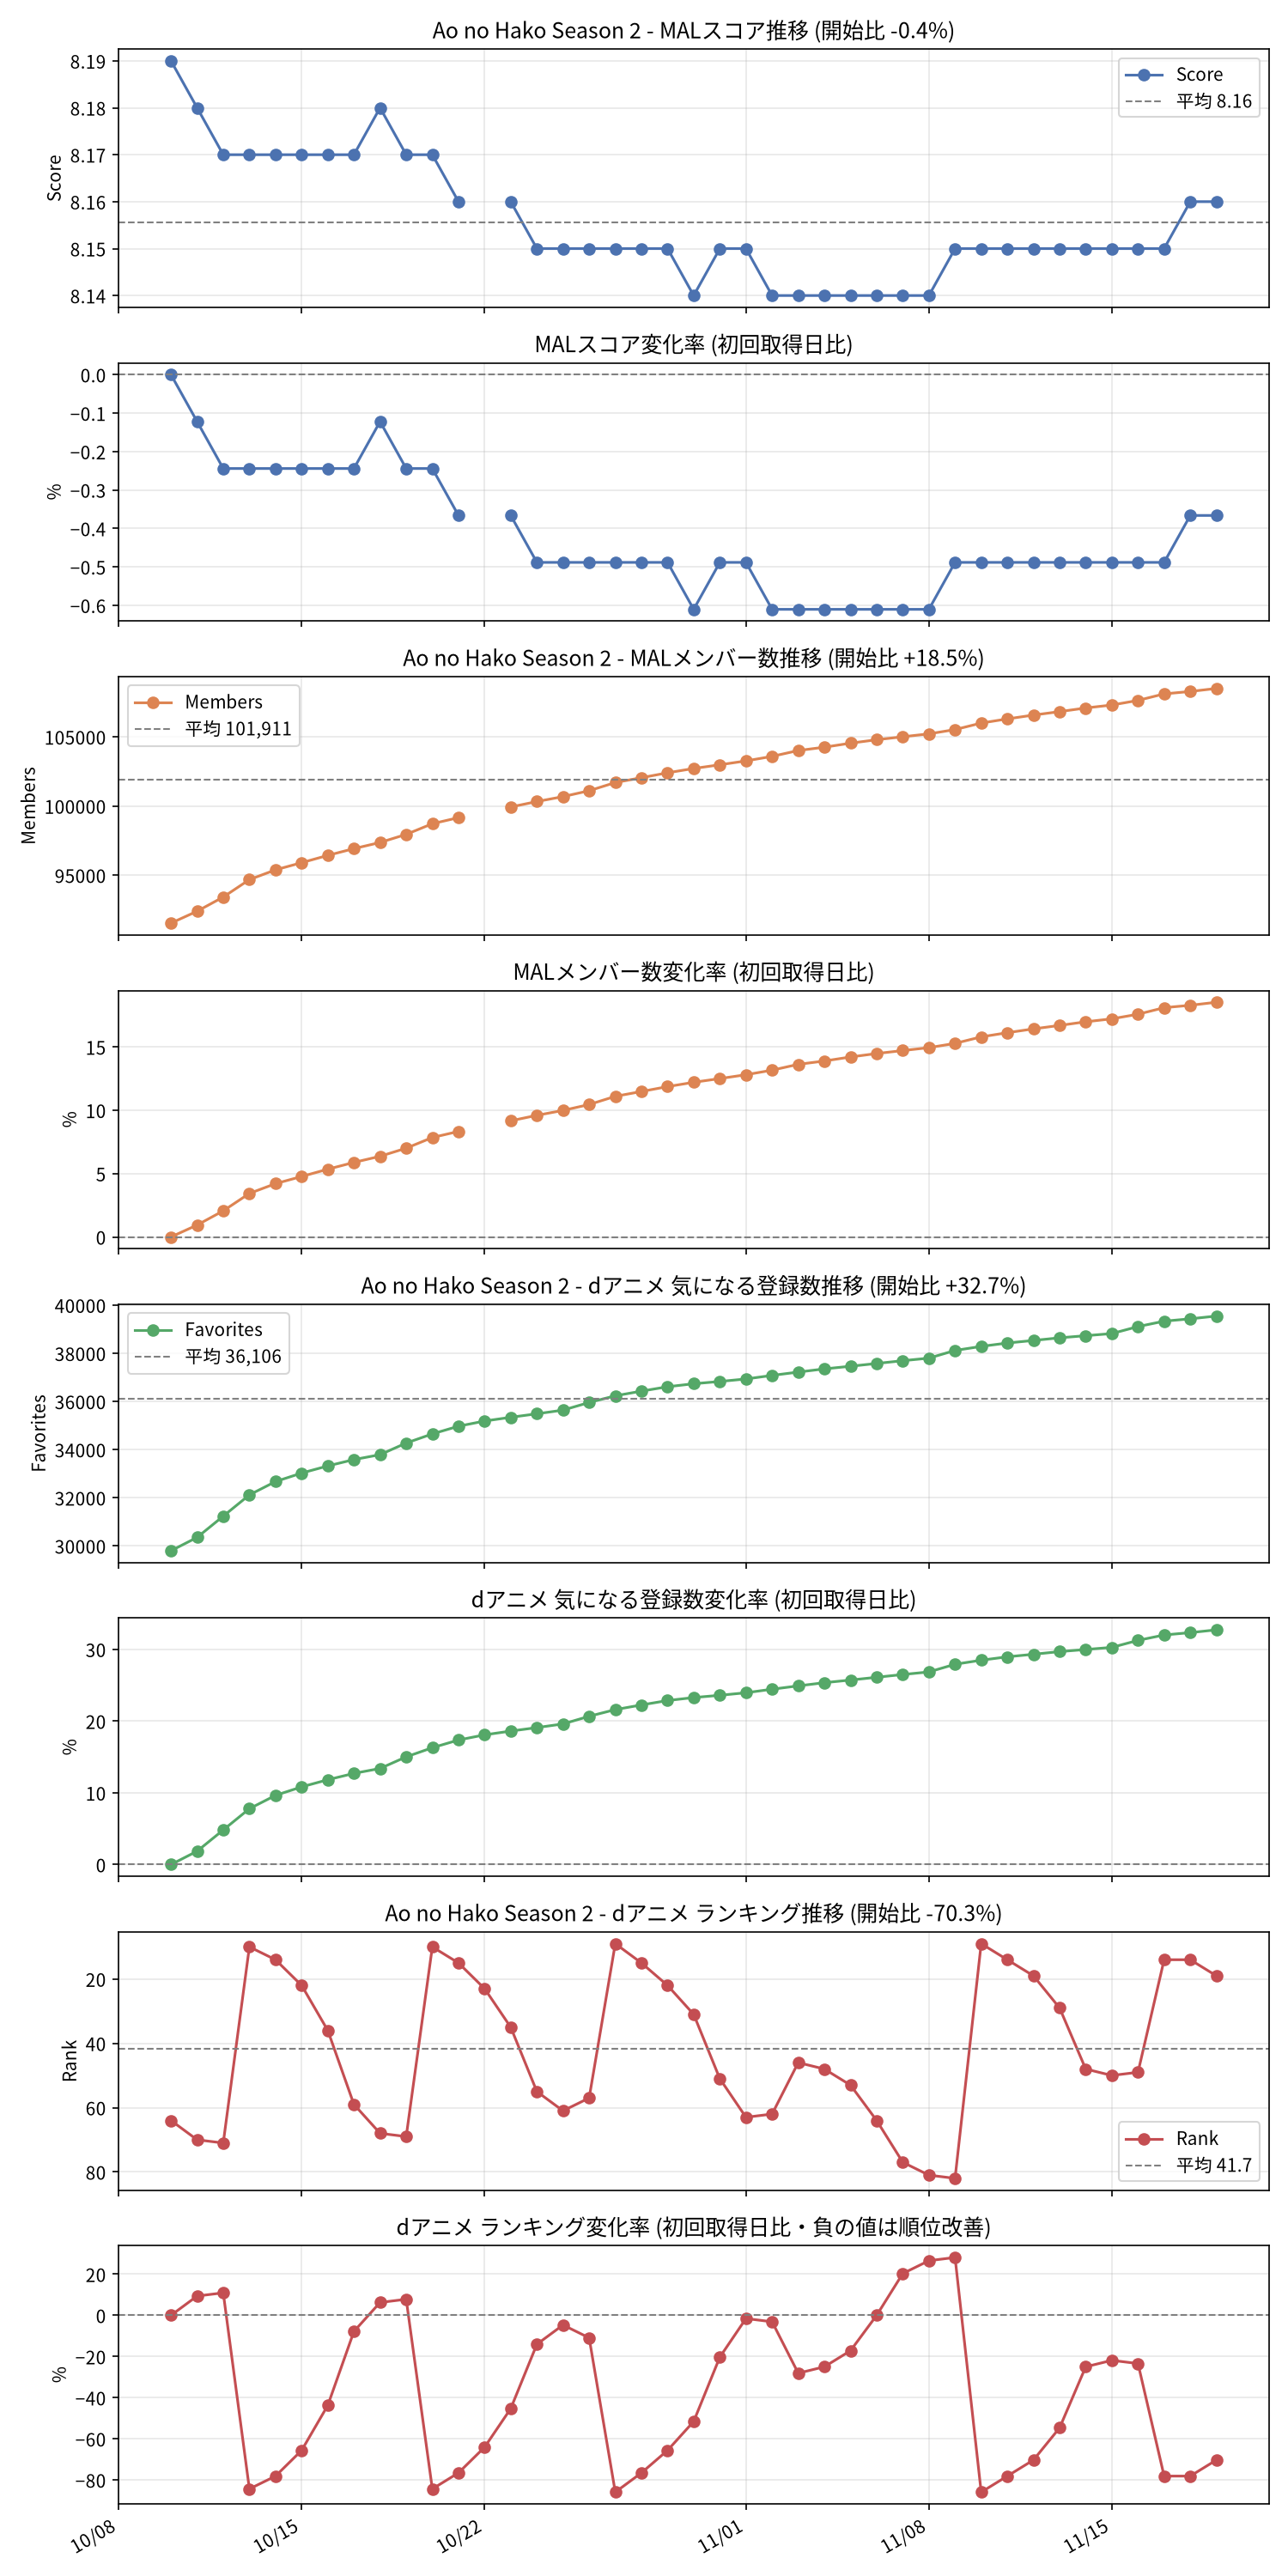 Ao no Hako Season 2 - MALスコア推移 (開始比 -0.4%)
8.19
8.18
8.17
8.16
8.15
8.14
Score
Score
平均 8.16
MALスコア変化率 (初回取得日比)
0.0
−0.1
−0.2
−0.3
−0.4
−0.5
−0.6
%
Ao no Hako Season 2 - MALメンバー数推移 (開始比 +18.5%)
Members
平均 101,911
105000
100000
95000
Members
MALメンバー数変化率 (初回取得日比)
15
10
5
0
%
Ao no Hako Season 2 - dアニメ 気になる登録数推移 (開始比 +32.7%)
Favorites
平均 36,106
40000
38000
36000
34000
32000
30000
Favorites
dアニメ 気になる登録数変化率 (初回取得日比)
30
20
10
0
%
Ao no Hako Season 2 - dアニメ ランキング推移 (開始比 -70.3%)
20
40
60
80
Rank
Rank
平均 41.7
dアニメ ランキング変化率 (初回取得日比・負の値は順位改善)
20
0
−20
−40
−60
−80
%
10/08
10/15
10/22
11/01
11/08
11/15